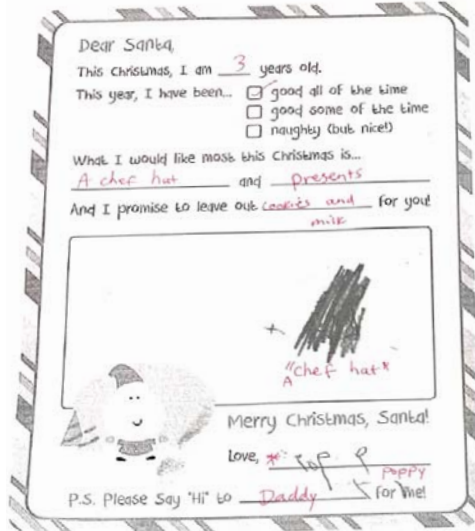 Dear Santa,
This Christmas, I am 3 years old.
This year, I have been... good all of the time
good some of the time
naughty (but nice!)
What I would like most this Christmas is...
A chef hat and presents
And I promise to leave out cookies and for you!
milk
"A chef hat"
Merry Christmas, Santa!
Love,
Poppy
P.S. Please Say "Hi" to Daddy for me!